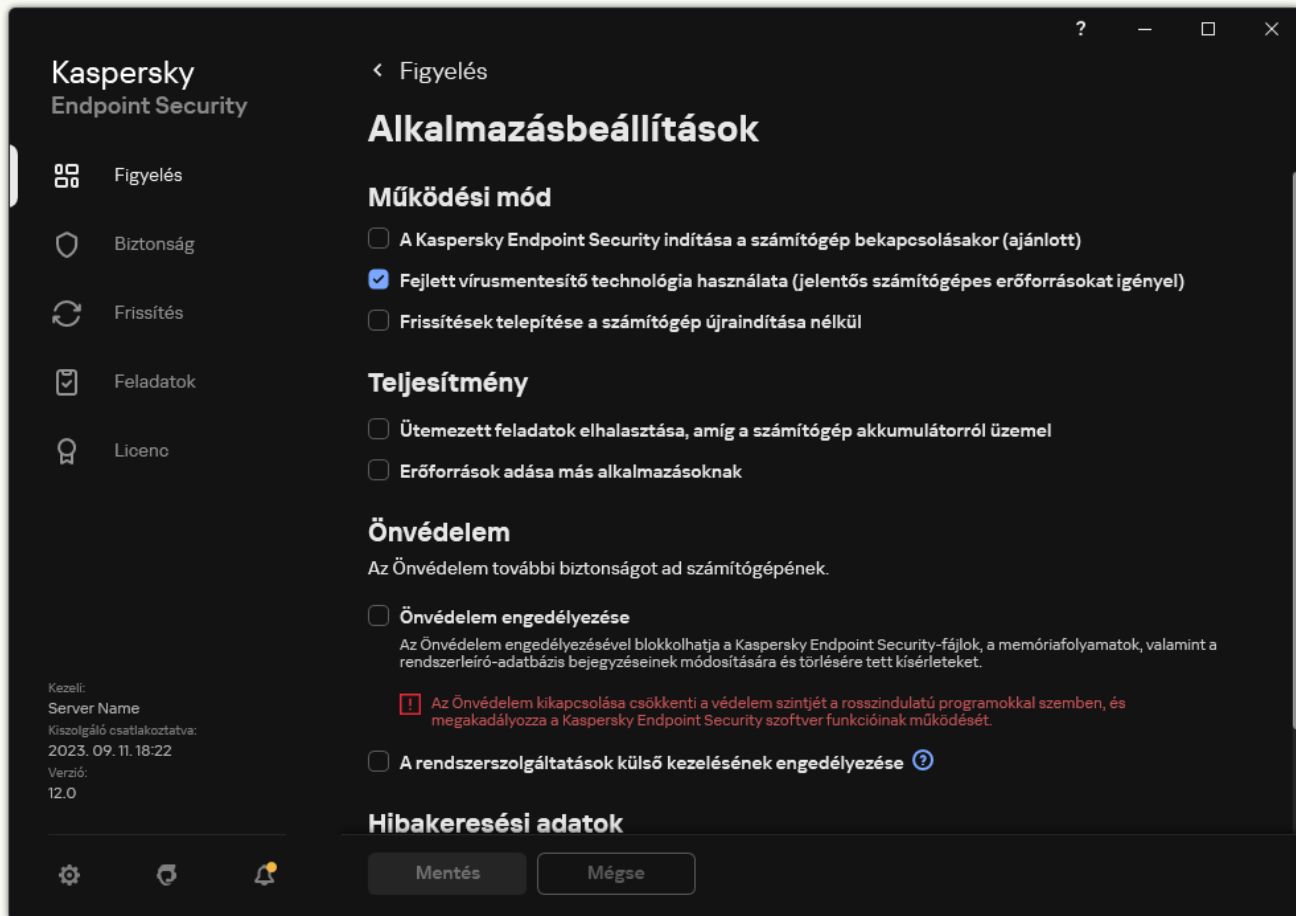 ?
Kaspersky
Endpoint Security
Figyelés
Biztonság
Frissítés
Feladatok
Licenc
Kezeli:
Server Name
Kiszolgáló csatlakoztatva:
2023. 09. 11. 18:22
Verzió:
12.0
Figyelés
Alkalmazásbeállítások
Működési mód
A Kaspersky Endpoint Security indítása a számítógép bekapcsolásakor (ajánlott)
Fejlett vírusmentesítő technológia használata (jelentős számítógépes erőforrásokat igényel)
Frissítések telepítése a számítógép újraindítása nélkül
Teljesítmény
Ütemezett feladatok elhalasztása, amíg a számítógép akkumulátorról üzemel
Erőforrások adása más alkalmazásoknak
Önvédelem
Az Önvédelem további biztonságot ad számítógépének.
Önvédelem engedélyezése
Az Önvédelem engedélyezésével blokkolhatja a Kaspersky Endpoint Security-fájlok, a memóriafolyamatok, valamint a
rendszerleíró-adatbázis bejegyzéseinek módosítására és törlésére tett kísérleteket.
Az Önvédelem kikapcsolása csökkenti a védelem szintjét a rosszindulatú programokkal szemben, és
megakadályozza a Kaspersky Endpoint Security szoftver funkcióinak működését.
A rendszerszolgáltatások külső kezelésének engedélyezése ?
Hibakeresési adatok
Mentés
Mégse